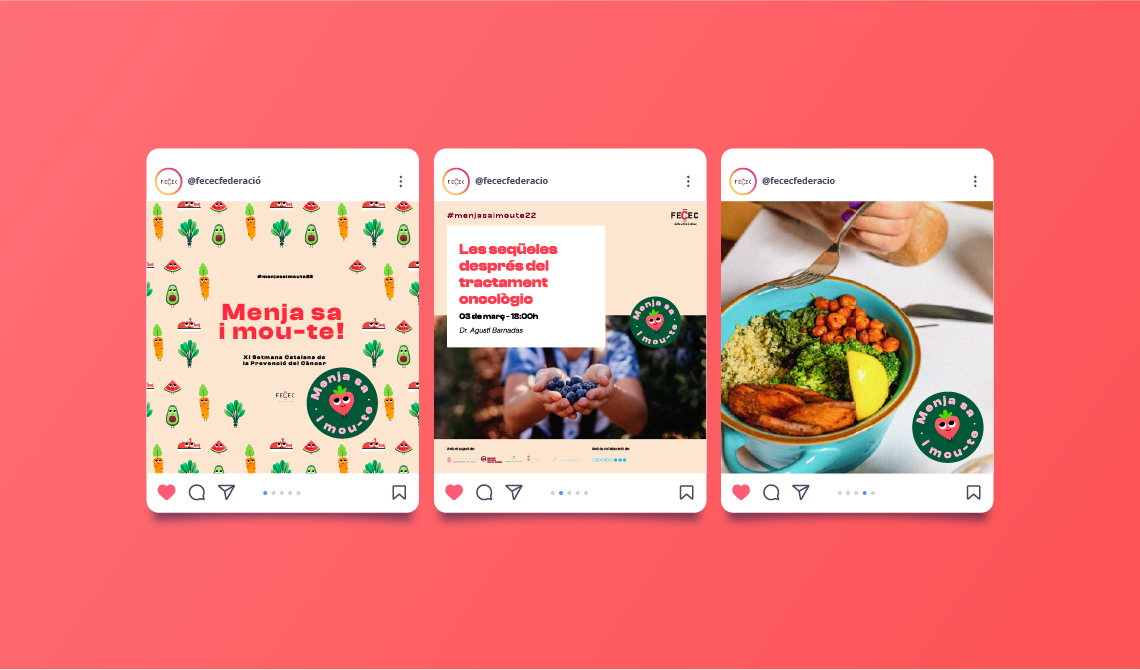 FECEC
@fececfederació
#menjasaimoute22
Menja sa
i mou-te!
XI Setmana Catalana de
la Prevenció del Càncer
FECEC
Menja sa
i mou-te
FECEC
@fececfederacio
#menjasaimoute22
FECEC
Les seqüeles
després del
tractament
oncològic
03 de març - 18:00h
Dr. Agustí Barnadas
Menja sa
i mou-te
Amb el suport de:
Amb la col·laboració de:
FECEC
@fececfederacio
Menja sa
i mou-te